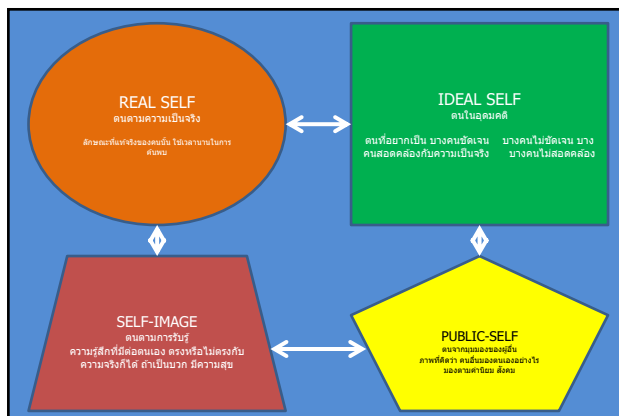 REAL SELF
ตนตามความเป็นจริง
ลักษณะที่แท้จริงของคนนั้น ใช้เวลานานในการ
ค้นพบ
IDEAL SELF
ตนในอุดมคติ
ตนที่อยากเป็น บางคนชัดเจน บางคนไม่ชัดเจน บาง
คนสอดคล้องกับความเป็นจริง บางคนไม่สอดคล้อง
SELF-IMAGE
ตนตามการรับรู้
ความรู้สึกที่มีต่อตนเอง ตรงหรือไม่ตรงกับ
ความจริงก็ได้ ถ้าเป็นบวก มีความสุข
PUBLIC-SELF
ตนจากมุมมองของผู้อื่น
ภาพที่คิดว่า คนอื่นมองตนเองอย่างไร
มองตามค่านิยม สังคม